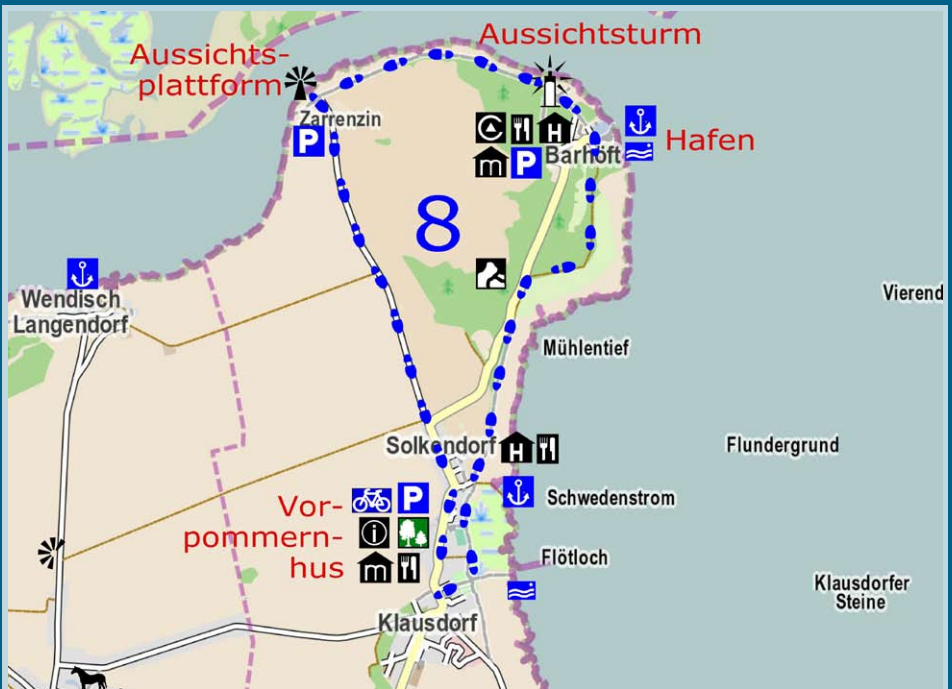 Aussichtsturm
Aussichts-
plattform
Zarrenzin
P
H
m
P
Barhöft
Hafen
8
Wendisch
Langendorf
Vierend
Mühlentief
Solkendorf
H
Flundergrund
Vor-
pommern-
hus
P
i
m
Schwedenstrom
Flötloch
Klausdorfer
Steine
Klausdorf